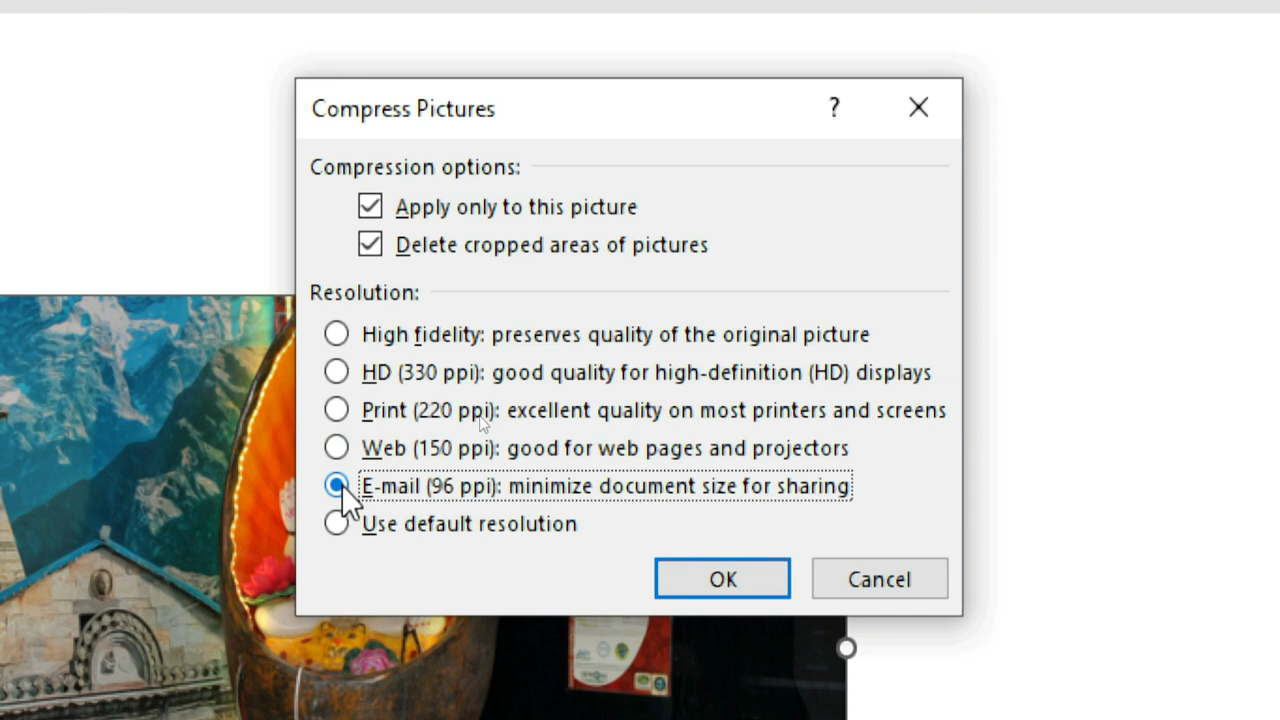 Compress Pictures ?
Compression options:
Apply only to this picture
Delete cropped areas of pictures
Resolution:
High fidelity: preserves quality of the original picture
HD (330 ppi): good quality for high-definition (HD) displays
Print (220 ppi): excellent quality on most printers and screens
Web (150 ppi): good for web pages and projectors
E-mail (96 ppi): minimize document size for sharing
Use default resolution
OK Cancel